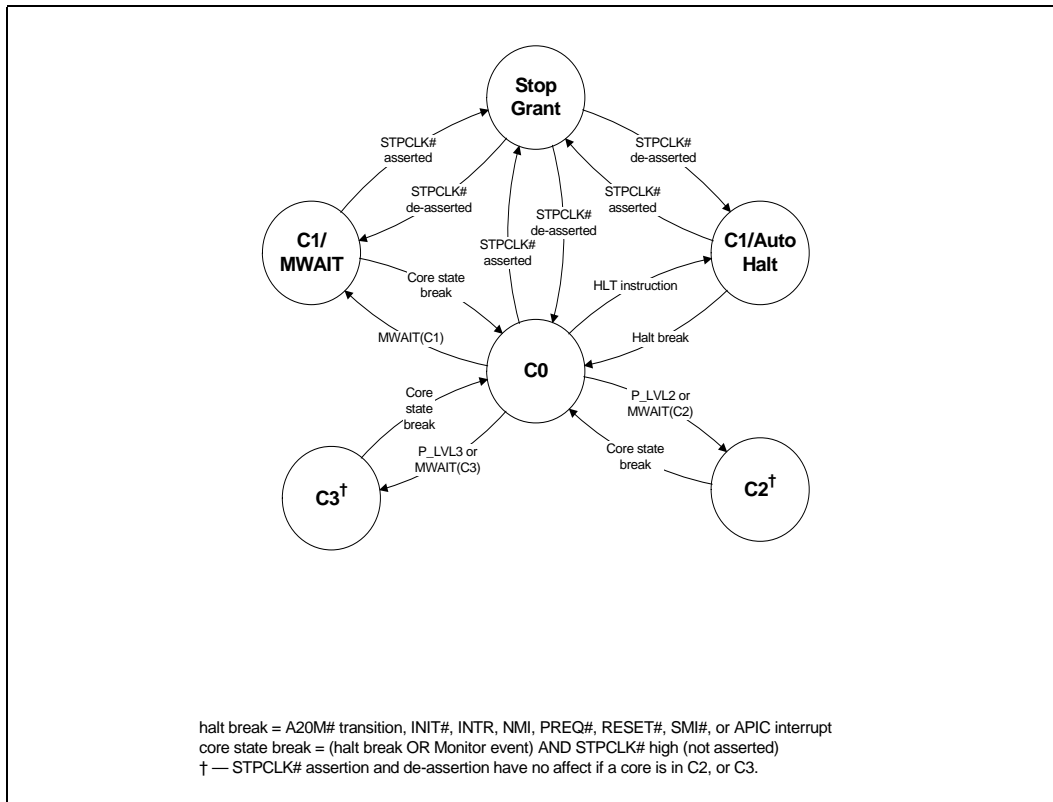 Stop
Grant
STPCLK#
asserted
STPCLK#
de-asserted
STPCLK#
de-asserted
STPCLK#
asserted
STPCLK#
de-asserted
STPCLK#
asserted
C1/
MWAIT
C1/Auto
Halt
Core state
break
HLT instruction
MWAIT(C1)
Halt break
C0
Core
state
break
P_LVL2 or
MWAIT(C2)
P_LVL3 or
MWAIT(C3)
Core state
break
C3†
C2†
halt break = A20M# transition, INIT#, INTR, NMI, PREQ#, RESET#, SMI#, or APIC interrupt
core state break = (halt break OR Monitor event) AND STPCLK# high (not asserted)
† — STPCLK# assertion and de-assertion have no affect if a core is in C2, or C3.